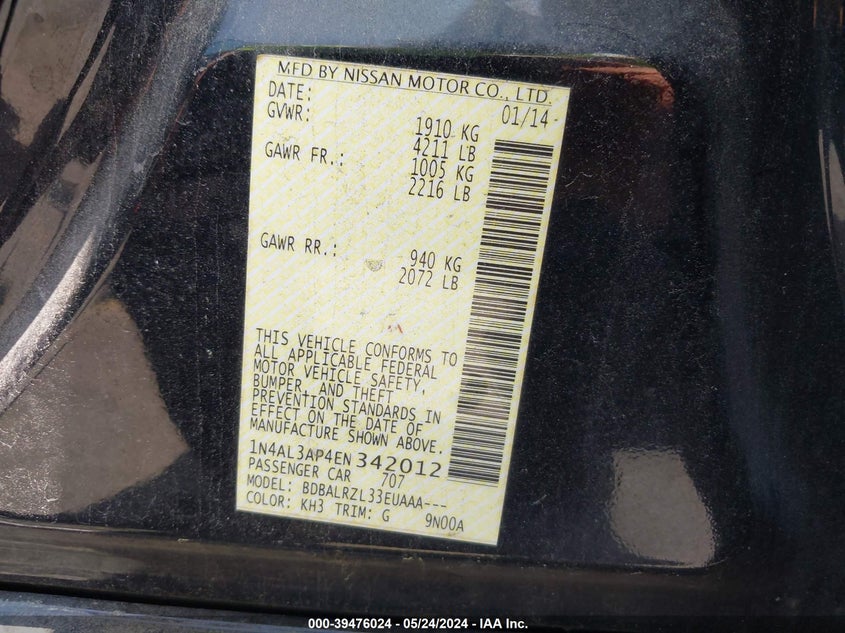 MFD BY NISSAN MOTOR CO., LTD.
DATE: 01/14
GVWR: 1910 KG
4211 LB
GAWR FR.: 1005 KG
2216 LB
GAWR RR.: 940 KG
2072 LB
THIS VEHICLE CONFORMS TO
ALL APPLICABLE FEDERAL
MOTOR VEHICLE SAFETY,
BUMPER, AND THEFT
PREVENTION STANDARDS IN
EFFECT ON THE DATE OF
MANUFACTURE SHOWN ABOVE.
1N4AL3AP4EN342012
PASSENGER CAR 707
MODEL: BDBALRZL33EUAAA---
COLOR: KH3 TRIM: G 9N00A
000-39476024 - 05/24/2024 - IAA Inc.